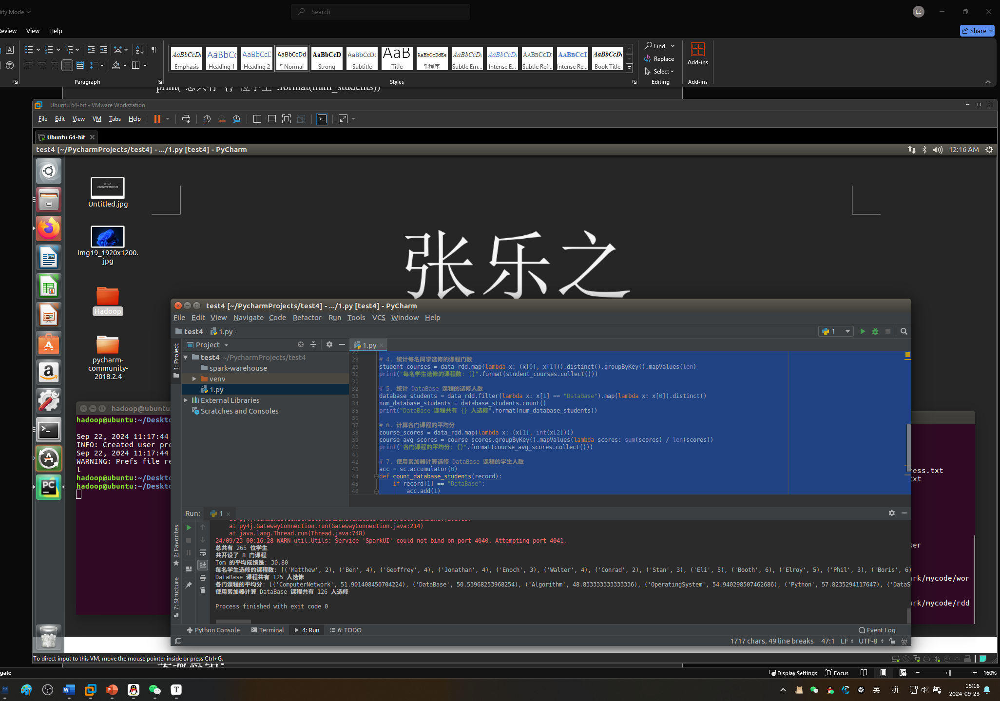 Search
LZ
Review
View
Help
Share
Paragraph
AaBbCcDc
Emphasis
AaBbCc
Heading 1
AaBbCcD
Heading 2
AaBbCcDd
¶ Normal
AaBbCcD
Strong
AaBbCcDc
Subtitle
AaB
Title
AaBbCcDdEe
¶ 程序
AaBbCcDc
Subtle Em...
AaBbCcDc
Intense E...
AaBbCcD
Subtle Ref...
AaBbCcI
Intense Re...
AaBbCcDc
Book Title
Styles
Find
Replace
Select
Editing
Add-ins
Add-ins
print("总共有 {} 位学生".format(num_students))
Ubuntu 64-bit - VMware Workstation
File Edit View VM Tabs Help
Ubuntu 64-bit
test4 [~/PycharmProjects/test4] - .../1.py [test4] - PyCharm
12:16 AM
Untitled.jpg
img19_1920x1200.
jpg
Hadoop
pycharm-
community-
2018.2.4
张乐之
hadoop@ubuntu
hadoop@ubuntu:~/Deskto
Sep 22, 2024 11:17:44
INFO: Created user pre
Sep 22, 2024 11:17:44
WARNING: Prefs file re
l
hadoop@ubuntu:~/Deskto
hadoop@ubuntu:~/Deskto
test4 [~/PycharmProjects/test4] - .../1.py [test4] - PyCharm
File Edit View Navigate Code Refactor Run Tools VCS Window Help
test4 1.py
1
1: Project
Project
1.py
test4 ~/PycharmProjects/test4
spark-warehouse
venv
1.py
External Libraries
Scratches and Consoles
27
28 # 4. 统计每名同学选修的课程门数
29 student_courses = data_rdd.map(lambda x: (x[0], x[1])).distinct().groupByKey().mapValues(len)
30 print("每名学生选修的课程数: {}".format(student_courses.collect()))
31
32 # 5. 统计 DataBase 课程的选修人数
33 database_students = data_rdd.filter(lambda x: x[1] == "DataBase").map(lambda x: x[0]).distinct()
34 num_database_students = database_students.count()
35 print("DataBase 课程共有 {} 人选修".format(num_database_students))
36
37 # 6. 计算各门课程的平均分
38 course_scores = data_rdd.map(lambda x: (x[1], int(x[2])))
39 course_avg_scores = course_scores.groupByKey().mapValues(lambda scores: sum(scores) / len(scores))
40 print("各门课程的平均分: {}".format(course_avg_scores.collect()))
41
42 # 7. 使用累加器计算选修 DataBase 课程的学生人数
43 acc = sc.accumulator(0)
44 def count_database_students(record):
45 if record[1] == "DataBase":
46 acc.add(1)
ess.txt
xt
ser
rk/mycode/wor
rk/mycode/rdd
Run: 1
2: Favorites
7: Structure
at py4j.GatewayConnection.run(GatewayConnection.java:214)
at java.lang.Thread.run(Thread.java:748)
24/09/23 00:16:28 WARN util.Utils: Service 'SparkUI' could not bind on port 4040. Attempting port 4041.
总共有 265 位学生
共开设了 8 门课程
Tom 的平均成绩是: 30.80
每名学生选修的课程数: [('Matthew', 2), ('Ben', 4), ('Geoffrey', 4), ('Jonathan', 4), ('Enoch', 3), ('Walter', 4), ('Conrad', 2), ('Stan', 3), ('Eli', 5), ('Booth', 6), ('Elroy', 5), ('Phil', 3), ('Boris', 6)
DataBase 课程共有 125 人选修
各门课程的平均分: [('ComputerNetwork', 51.901408450704224), ('DataBase', 50.53968253968254), ('Algorithm', 48.833333333333336), ('OperatingSystem', 54.940298507462686), ('Python', 57.8235294117647), ('DataS
使用累加器计算 DataBase 课程共有 126 人选修
Process finished with exit code 0
Python Console Terminal 4: Run 6: TODO Event Log
1717 chars, 49 line breaks 47:1 LF UTF-8
To direct input to this VM, move the mouse pointer inside or press Ctrl+G.
gate
Display Settings Focus 160%
英 拼
15:16
2024-09-23